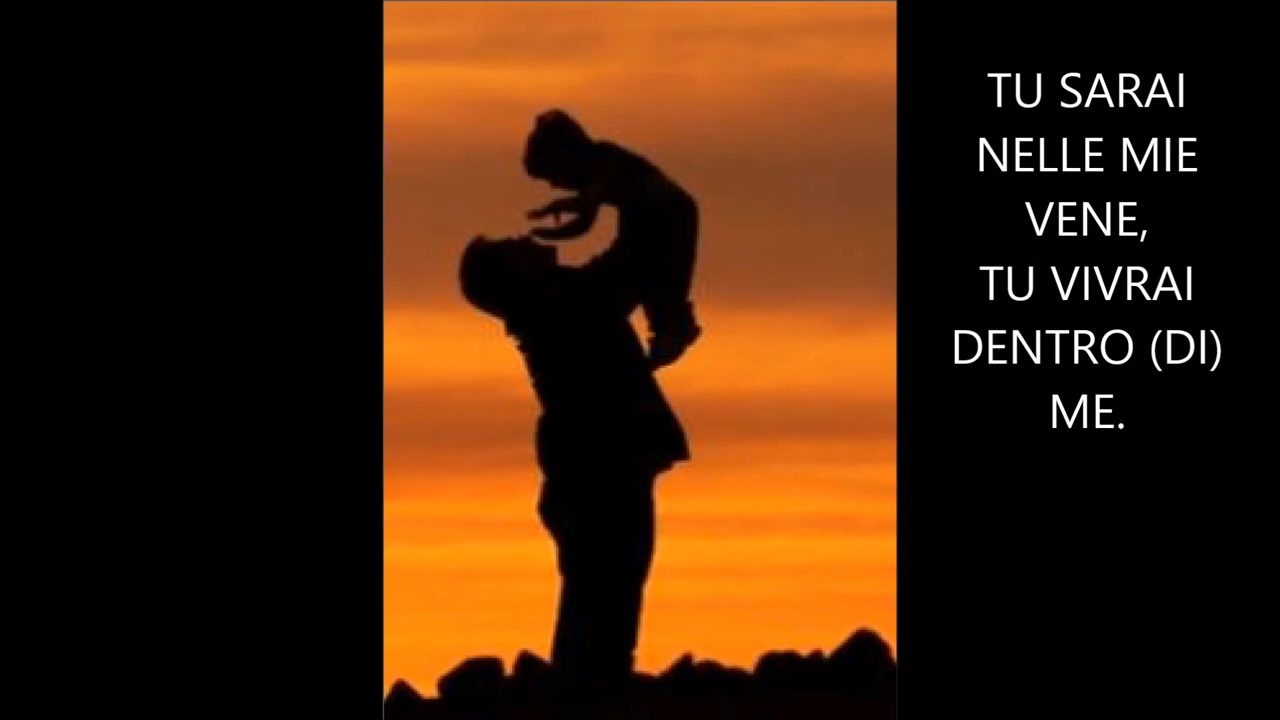 TU SARAI
NELLE MIE
VENE,
TU VIVRAI
DENTRO (DI)
ME.